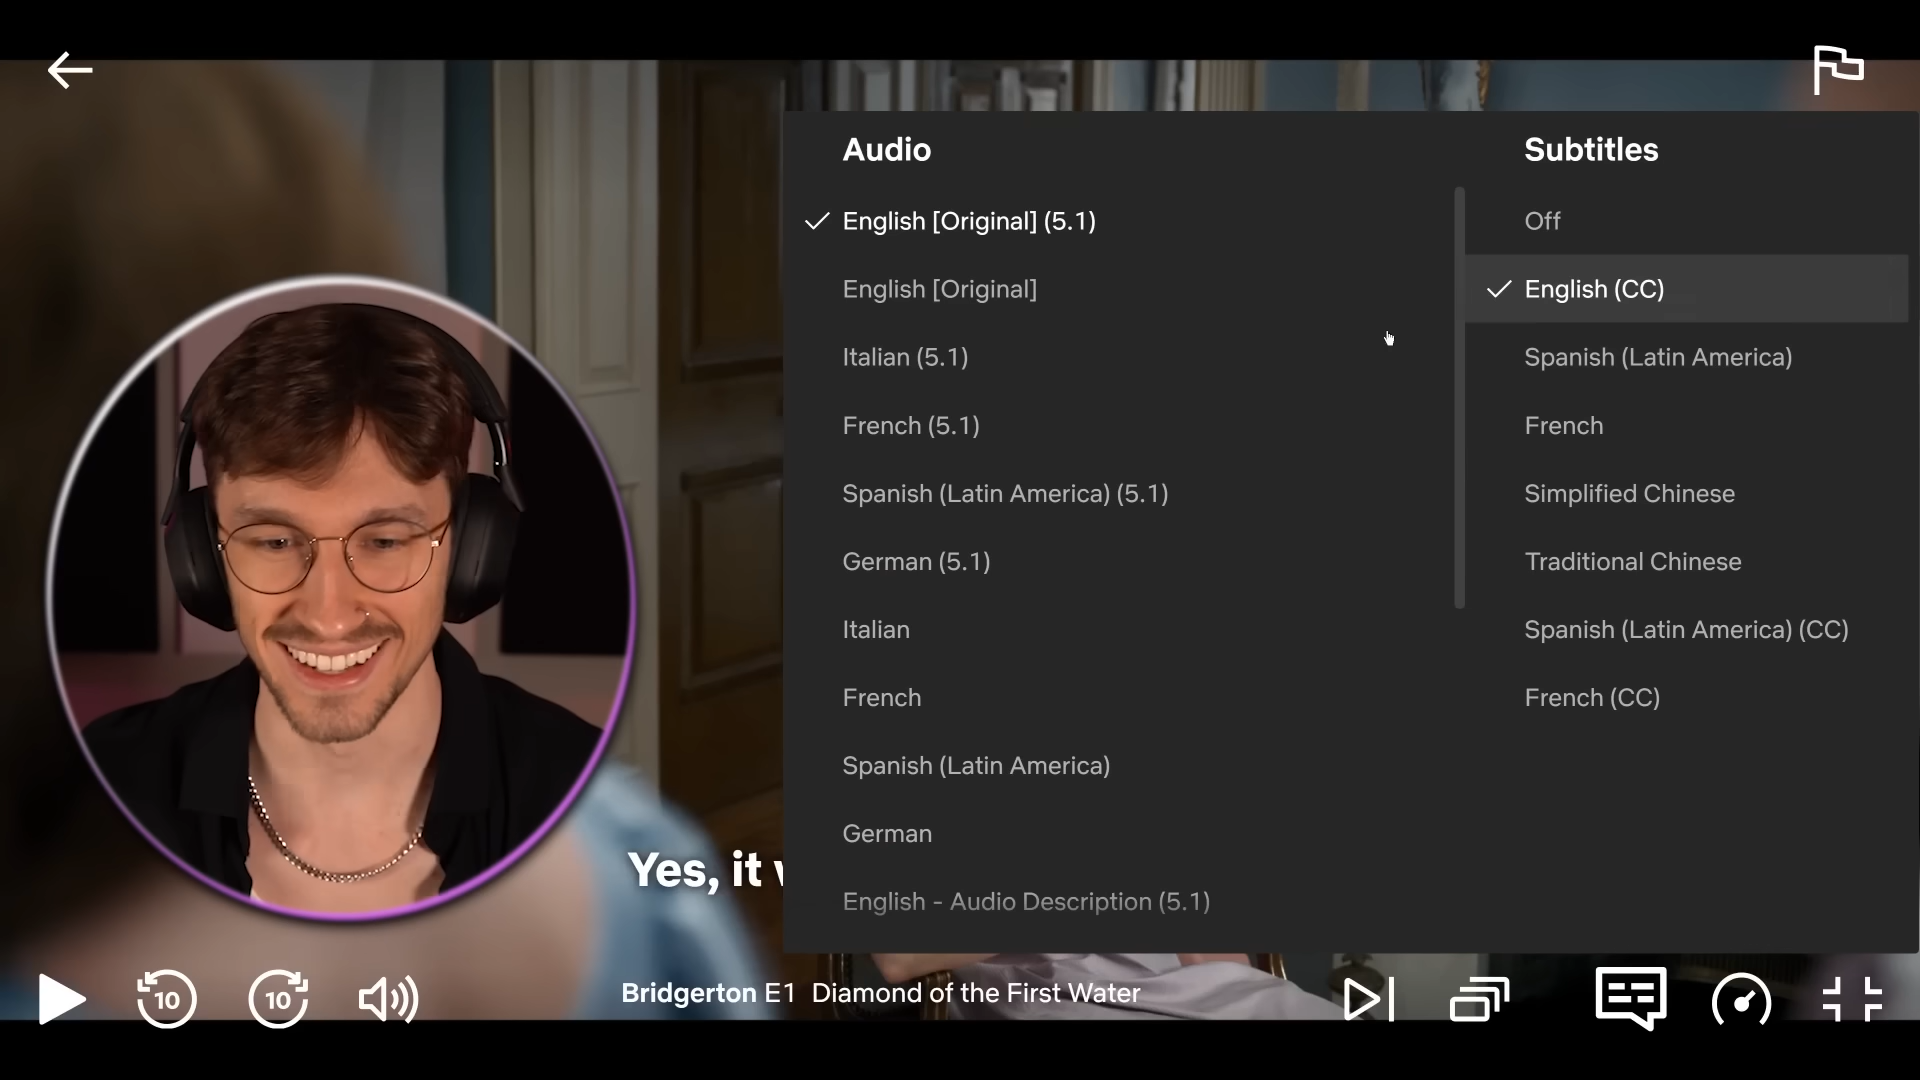 Audio
English [Original] (5.1)
English [Original]
Italian (5.1)
French (5.1)
Spanish (Latin America) (5.1)
German (5.1)
Italian
French
Spanish (Latin America)
German
English - Audio Description (5.1)
Subtitles
Off
English (CC)
Spanish (Latin America)
French
Simplified Chinese
Traditional Chinese
Spanish (Latin America) (CC)
French (CC)
Yes, it
10
10
Bridgerton E1 Diamond of the First Water